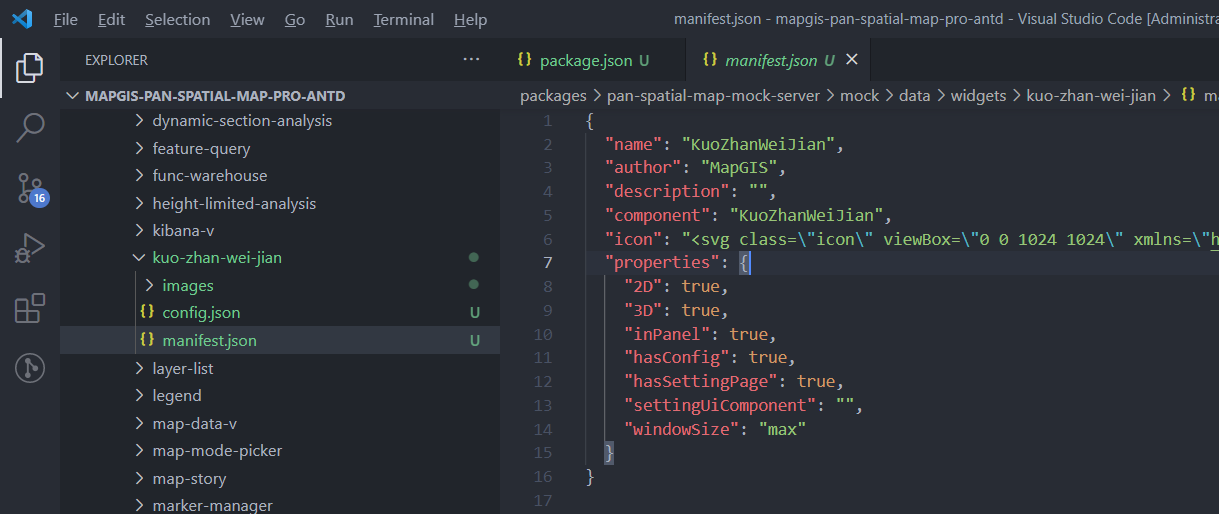 File Edit Selection View Go Run Terminal Help manifest.json - mapgis-pan-spatial-map-pro-antd - Visual Studio Code [Administra
EXPLORER ···
{} package.json U {} manifest.json U ×
MAPGIS-PAN-SPATIAL-MAP-PRO-ANTD
packages > pan-spatial-map-mock-server > mock > data > widgets > kuo-zhan-wei-jian > {} m
dynamic-section-analysis
feature-query
func-warehouse
height-limited-analysis
kibana-v
kuo-zhan-wei-jian
images
{} config.json U
{} manifest.json U
layer-list
legend
map-data-v
map-mode-picker
map-story
marker-manager
16
1 {
2 "name": "KuoZhanWeiJian",
3 "author": "MapGIS",
4 "description": "",
5 "component": "KuoZhanWeiJian",
6 "icon": "<svg class=\"icon\" viewBox=\"0 0 1024 1024\" xmlns=\"h
7 "properties": {
8 "2D": true,
9 "3D": true,
10 "inPanel": true,
11 "hasConfig": true,
12 "hasSettingPage": true,
13 "settingUiComponent": "",
14 "windowSize": "max"
15 }
16 }
17